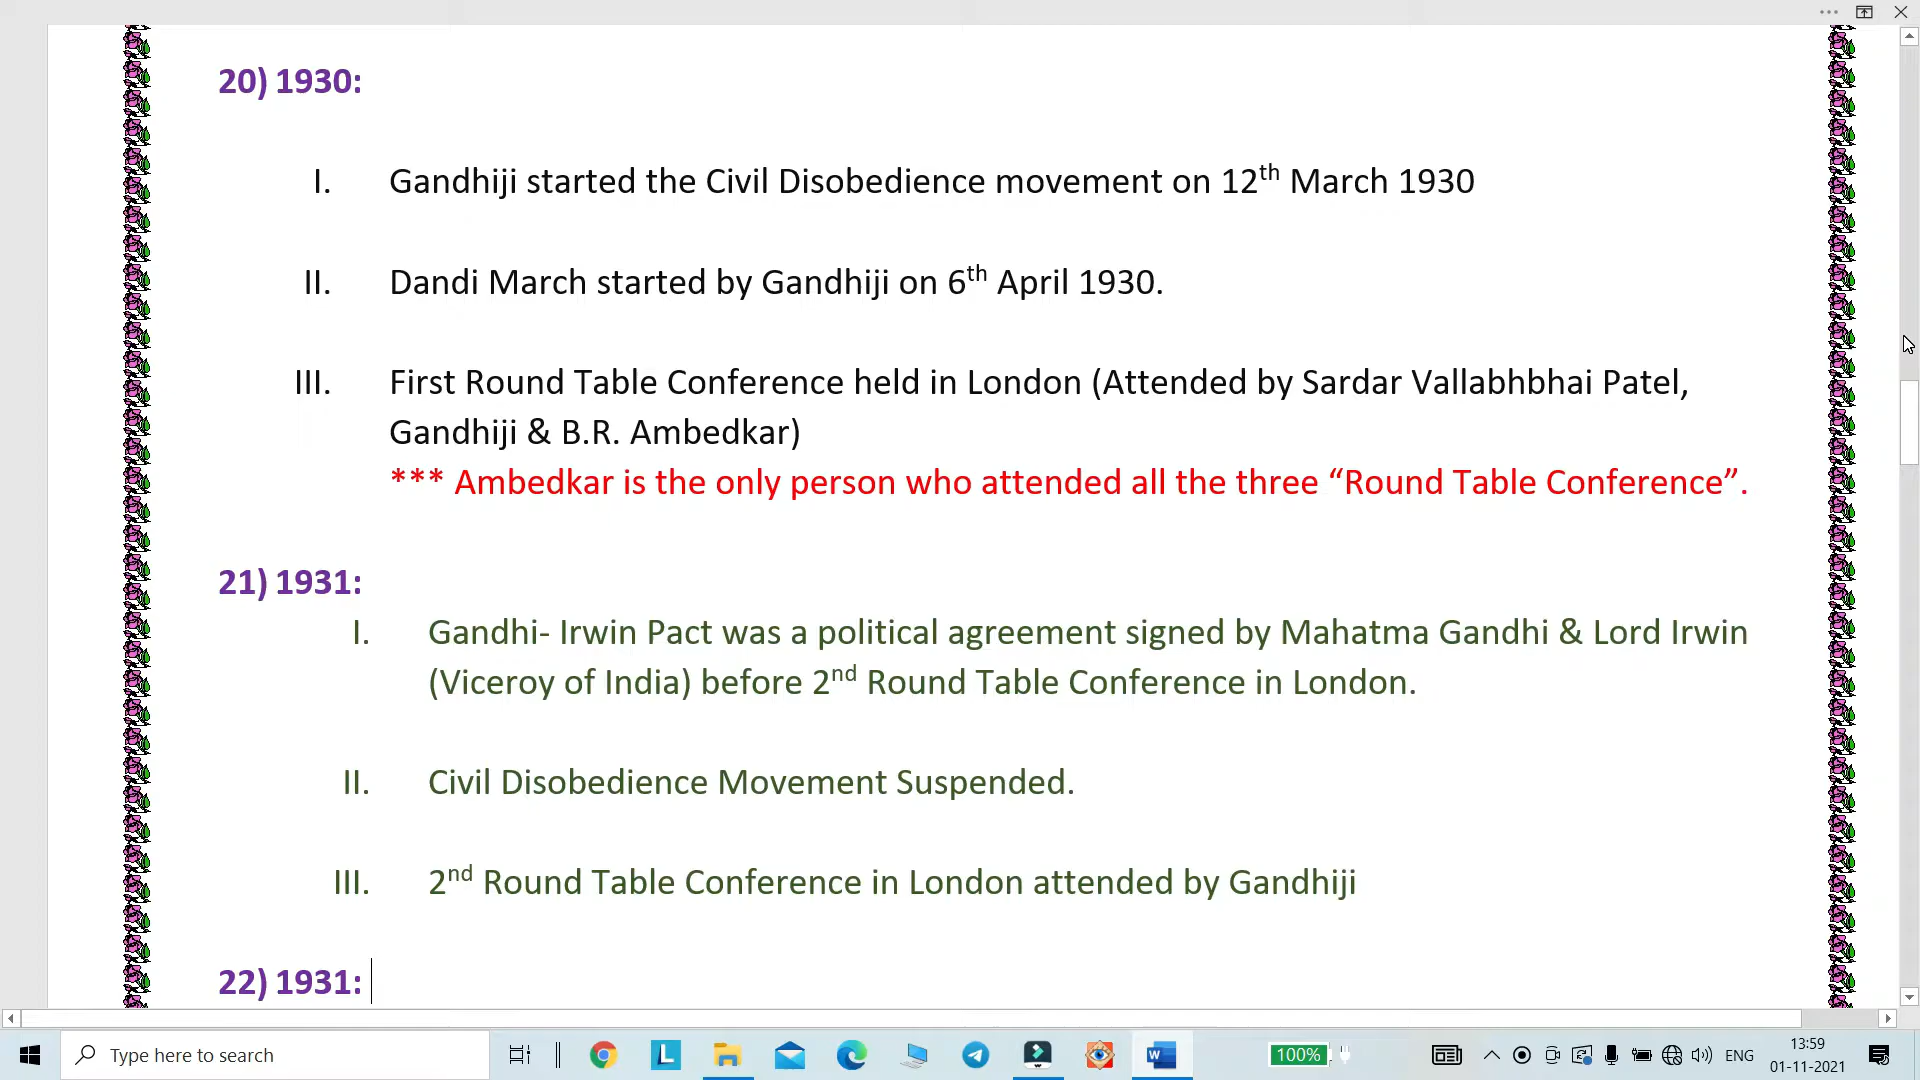 20) 1930:
I. Gandhiji started the Civil Disobedience movement on 12th March 1930
II. Dandi March started by Gandhiji on 6th April 1930.
III. First Round Table Conference held in London (Attended by Sardar Vallabhbhai Patel,
Gandhiji & B.R. Ambedkar)
*** Ambedkar is the only person who attended all the three “Round Table Conference”.
21) 1931:
I. Gandhi- Irwin Pact was a political agreement signed by Mahatma Gandhi & Lord Irwin
(Viceroy of India) before 2nd Round Table Conference in London.
II. Civil Disobedience Movement Suspended.
III. 2nd Round Table Conference in London attended by Gandhiji
22) 1931:
Type here to search
L
W
100%
ENG
13:59
01-11-2021